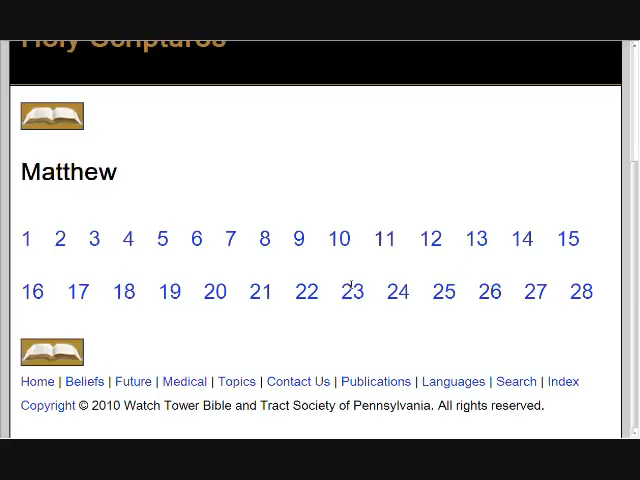 Holy Scriptures
Matthew
1 2 3 4 5 6 7 8 9 10 11 12 13 14 15
16 17 18 19 20 21 22 23 24 25 26 27 28
Home | Beliefs | Future | Medical | Topics | Contact Us | Publications | Languages | Search | Index
Copyright © 2010 Watch Tower Bible and Tract Society of Pennsylvania. All rights reserved.